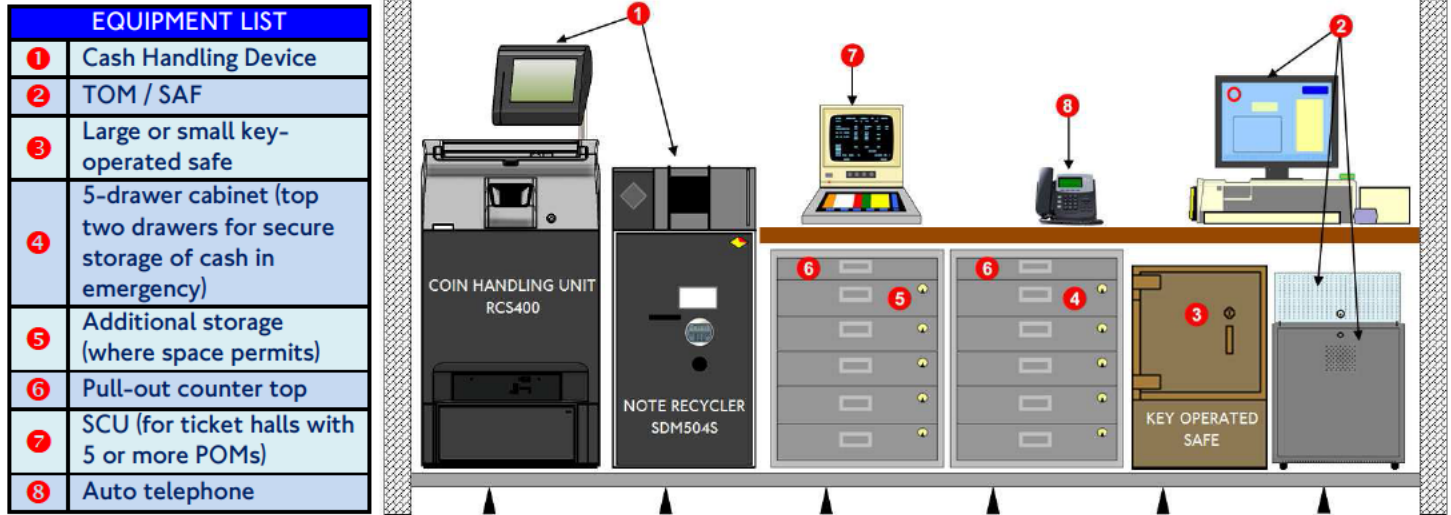 EQUIPMENT LIST
1 Cash Handling Device
2 TOM / SAF
3 Large or small key-
operated safe
4 5-drawer cabinet (top
two drawers for secure
storage of cash in
emergency)
5 Additional storage
(where space permits)
6 Pull-out counter top
7 SCU (for ticket halls with
5 or more POMs)
8 Auto telephone
1
2
7
8
6
6
5
4
3
COIN HANDLING UNIT
RCS400
NOTE RECYCLER
SDM504S
KEY OPERATED
SAFE